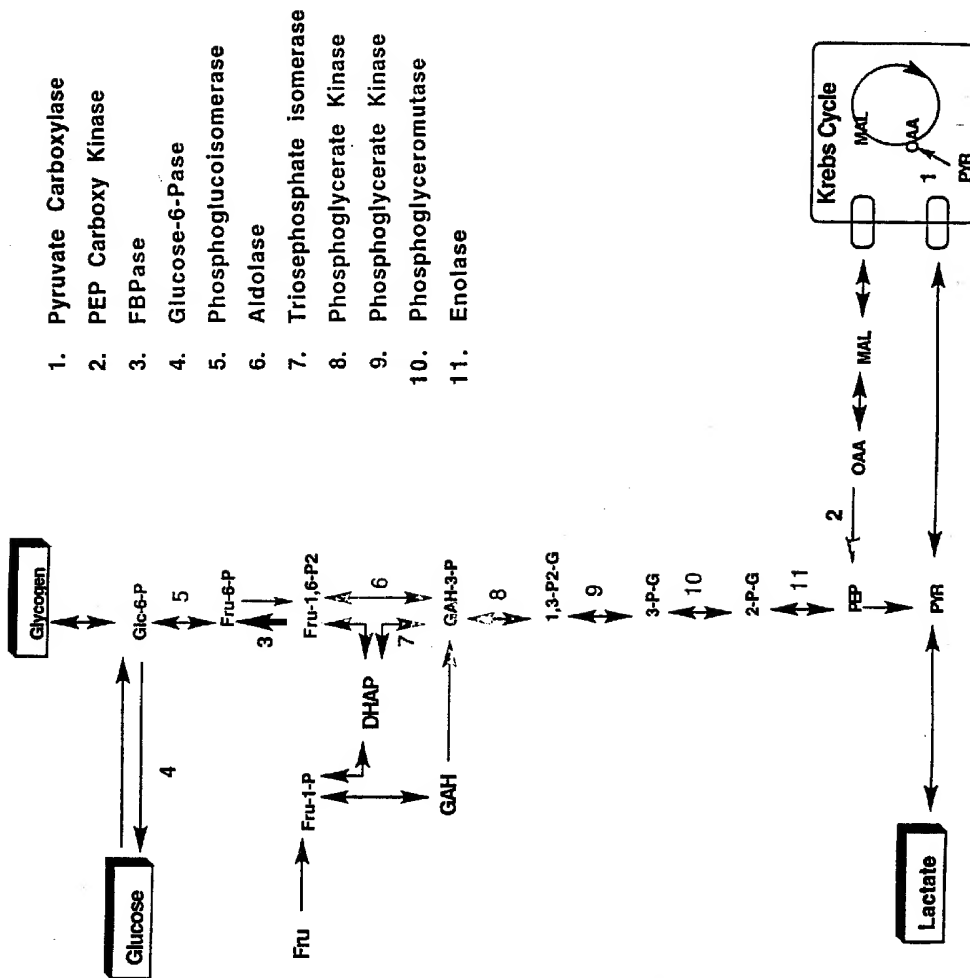 1. Pyruvate Carboxylase
2. PEP Carboxy Kinase
3. FBPase
4. Glucose-6-Pase
5. Phosphoglucoisomerase
6. Aldolase
7. Triosephosphate isomerase
8. Phosphoglycerate Kinase
9. Phosphoglycerate Kinase
10. Phosphoglyceromutase
11. Enolase
Glycogen
Glucose
Glc-6-P
4
5
Fru-6-P
3
Fru
Fru-1-P
Fru-1,6-P2
DHAP
6
7
GAH
GAH-3-P
8
1,3-P2-G
9
3-P-G
10
2-P-G
11
PEP
2
OAA
MAL
Krebs Cycle
MAL
OAA
1
PYR
Lactate
PYR